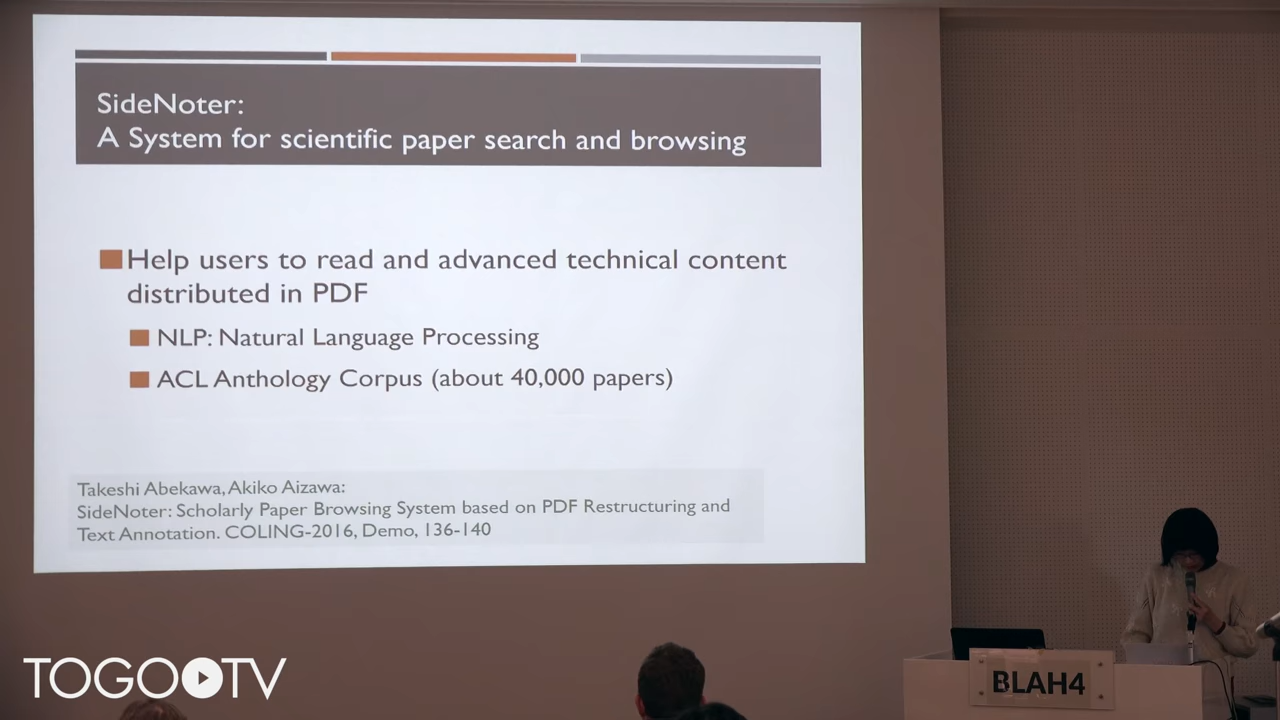 SideNoter:
A System for scientific paper search and browsing
Help users to read and advanced technical content
distributed in PDF
NLP: Natural Language Processing
ACL Anthology Corpus (about 40,000 papers)
Takeshi Abekawa, Akiko Aizawa:
SideNoter: Scholarly Paper Browsing System based on PDF Restructuring and
Text Annotation. COLING-2016, Demo, 136-140
TOGO TV
BLAH4